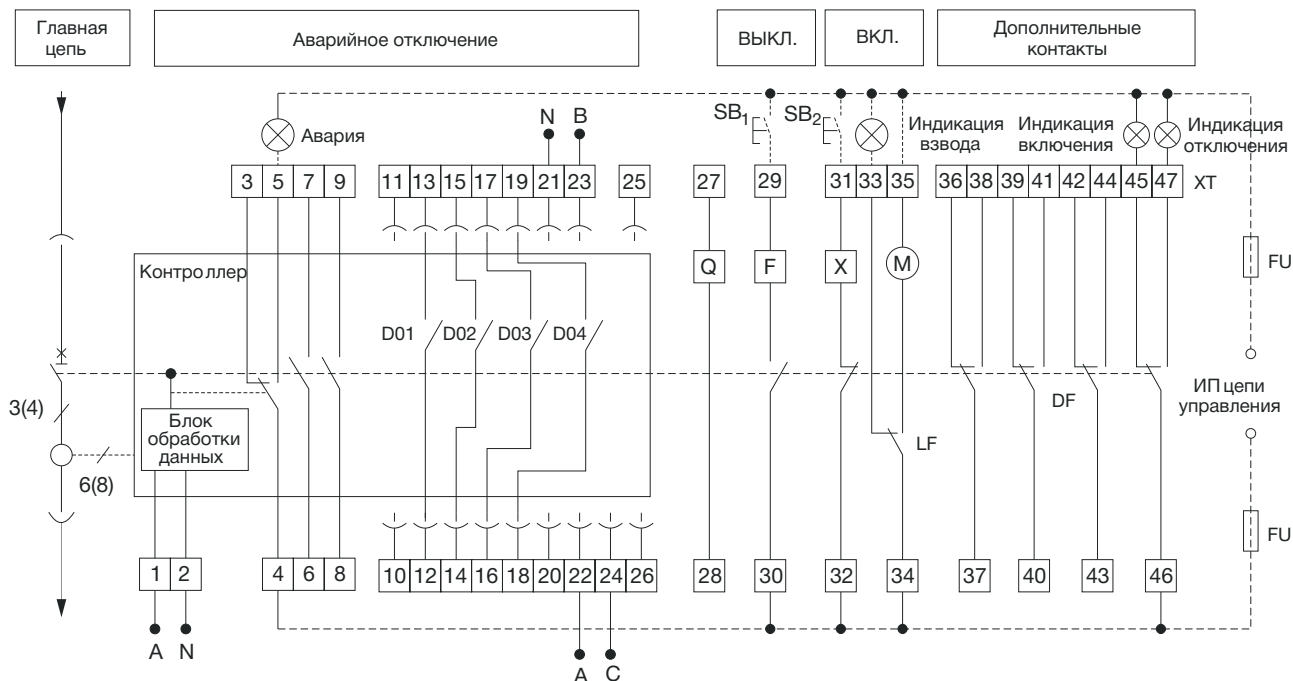 Главная
цепь
Аварийное отключение
ВЫКЛ.
ВКЛ.
Дополнительные
контакты
Авария
N B
SB1
SB2
Индикация
взвода
Индикация
включения
Индикация
отключения
3 5 7 9 11 13 15 17 19 21 23 25 27 29 31 33 35 36 38 39 41 42 44 45 47 XT
Контроллер
Q F X M
FU
D01 D02 D03 D04
3(4)
Блок
обработки
данных
6(8)
DF
LF
ИП цепи
управления
FU
1 2 4 6 8 10 12 14 16 18 20 22 24 26 28 30 32 34 37 40 43 46
A N
A C